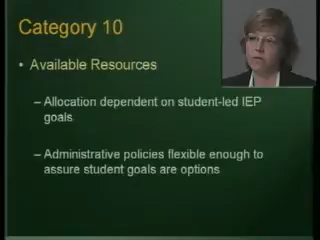 Category 10
• Available Resources
– Allocation dependent on student-led IEP
goals
– Administrative policies flexible enough to
assure student goals are options